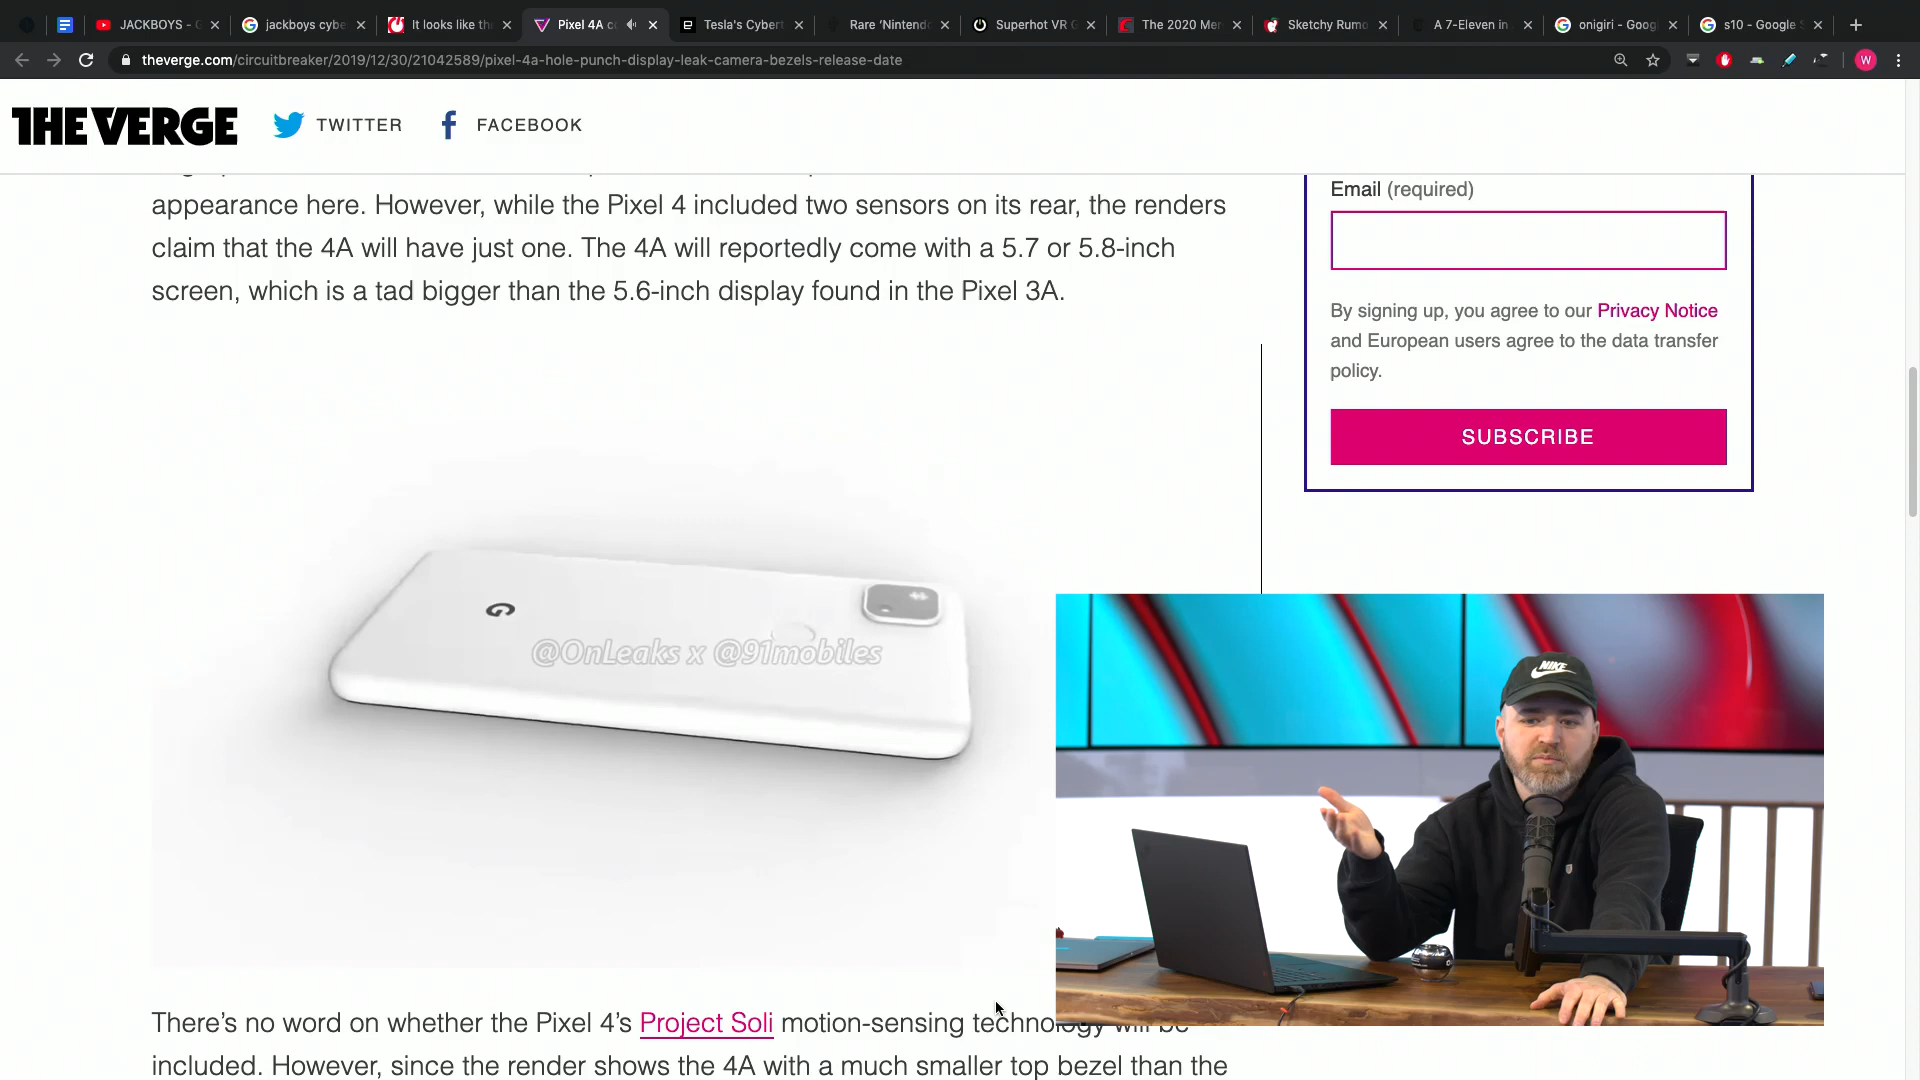 JACKBOYS - G
jackboys cybe
It looks like th
Pixel 4A c
Tesla's Cybert
Rare 'Nintend
Superhot VR G
The 2020 Mer
Sketchy Rumo
A 7-Eleven in
onigiri - Goog
s10 - Google S
theverge.com/circuitbreaker/2019/12/30/21042589/pixel-4a-hole-punch-display-leak-camera-bezels-release-date
W
THE VERGE
TWITTER
FACEBOOK
appearance here. However, while the Pixel 4 included two sensors on its rear, the renders
claim that the 4A will have just one. The 4A will reportedly come with a 5.7 or 5.8-inch
screen, which is a tad bigger than the 5.6-inch display found in the Pixel 3A.
Email (required)
By signing up, you agree to our Privacy Notice
and European users agree to the data transfer
policy.
SUBSCRIBE
G
@OnLeaks x @91mobiles
NIKE
There's no word on whether the Pixel 4's Project Soli motion-sensing technology will be
included. However, since the render shows the 4A with a much smaller top bezel than the